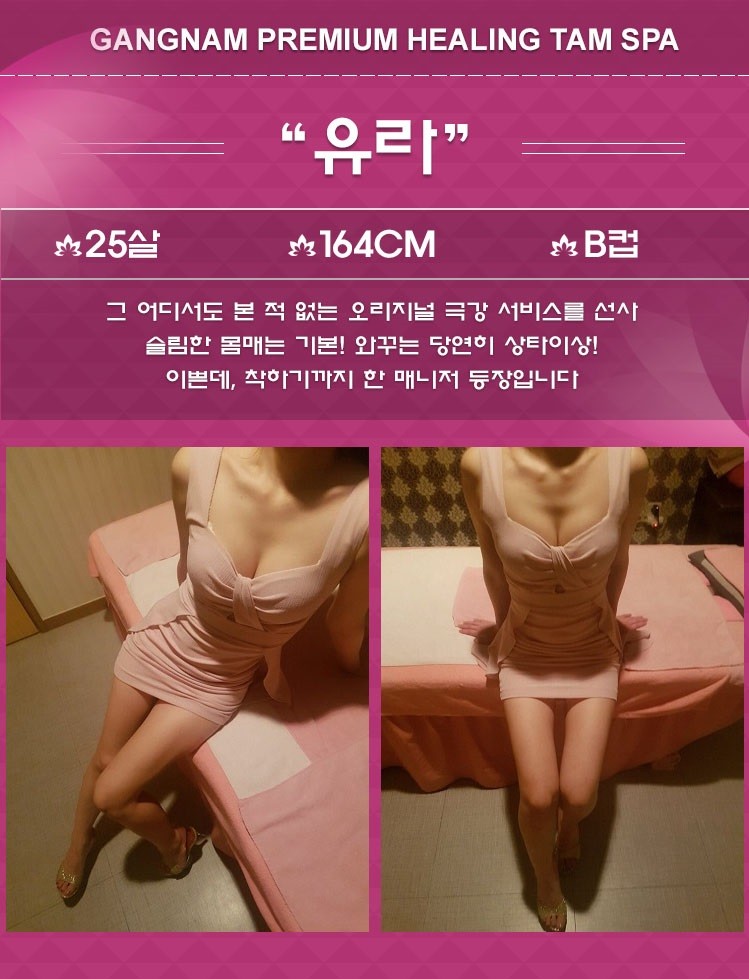 GANGNAM PREMIUM HEALING TAM SPA
“유라”
25살 164CM B컵
그 어디서도 본 적 없는 오리지널 극강 서비스를 선사
슬림한 몸매는 기본! 와꾸는 당연히 상타이상!
이쁜데, 착하기까지 한 매니저 등장입니다